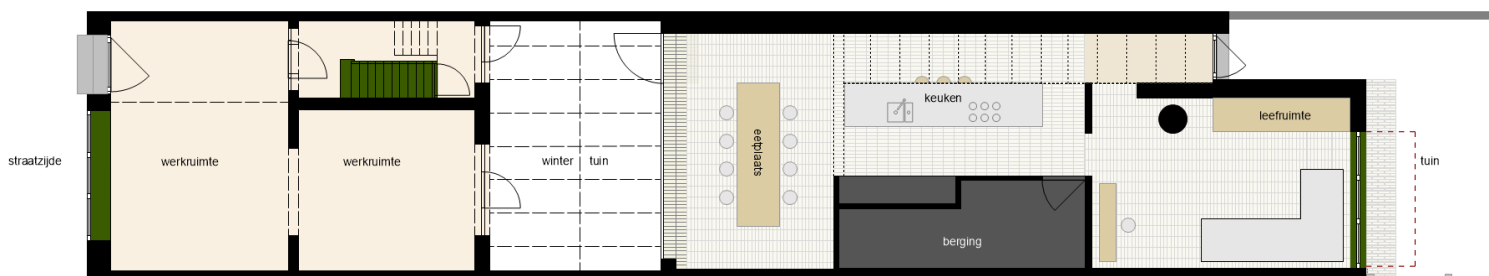 straatzijde
werkruimte
werkruimte
winter tuin
eetplaats
keuken
berging
leefruimte
tuin